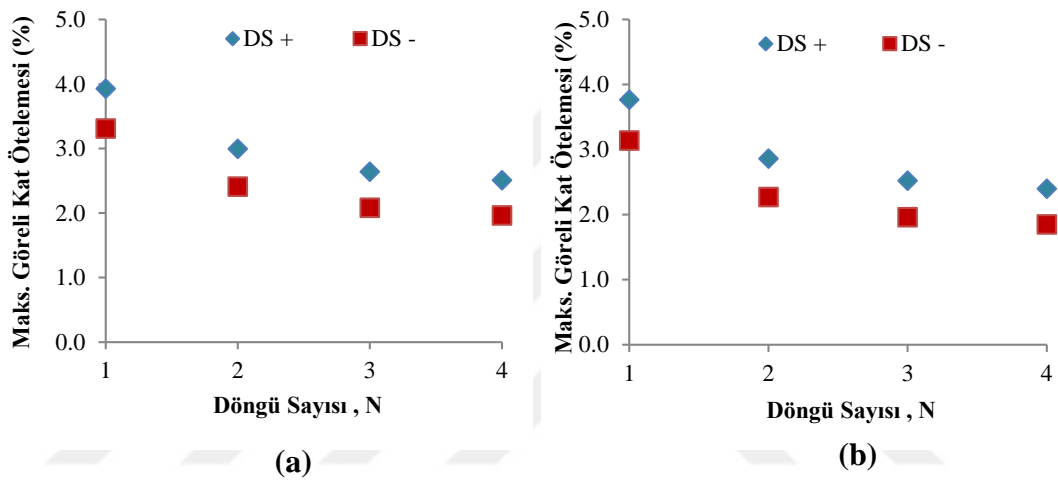 Maks. Göreli Kat Ötelemesi (%)
5.0
4.0
3.0
2.0
1.0
0.0
DS +
DS -
1
2
3
4
Döngü Sayısı , N
(a)
Maks. Göreli Kat Ötelemesi (%)
5.0
4.0
3.0
2.0
1.0
0.0
DS +
DS -
1
2
3
4
Döngü Sayısı , N
(b)